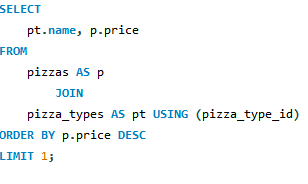 SELECT
    pt.name, p.price
FROM
    pizzas AS p
        JOIN
    pizza_types AS pt USING (pizza_type_id)
ORDER BY p.price DESC
LIMIT 1;